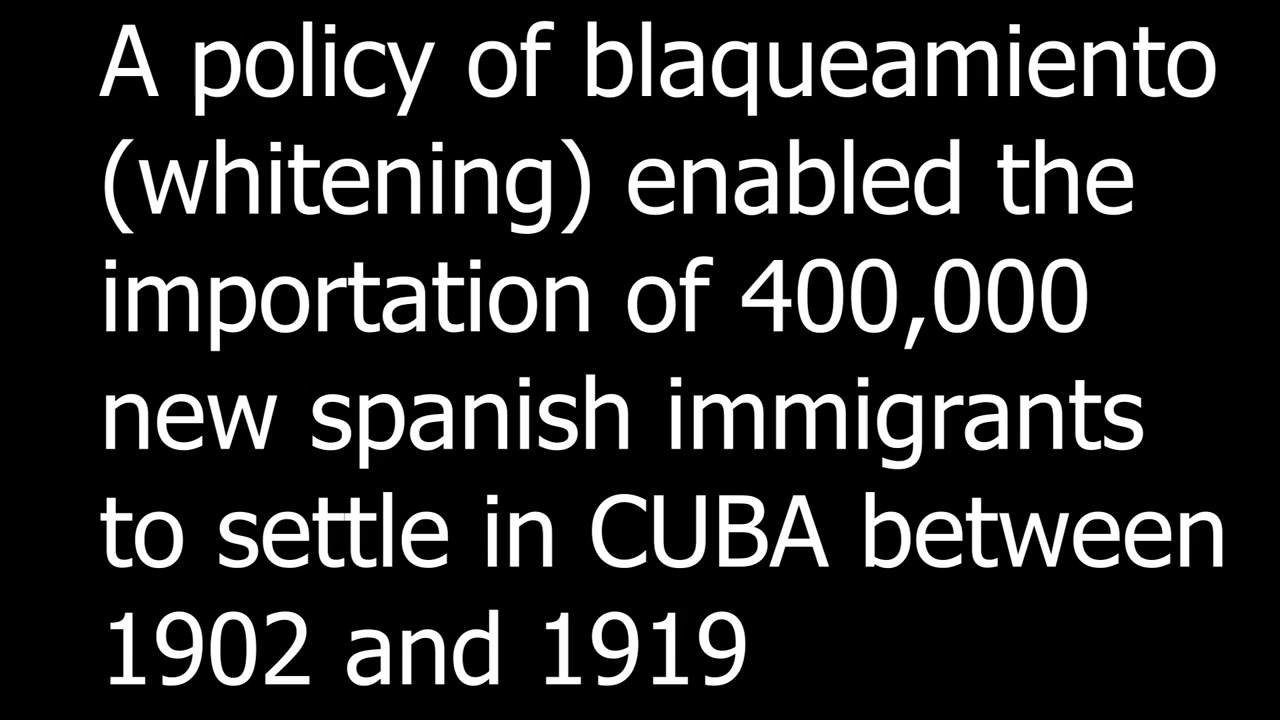 A policy of blaqueamiento
(whitening) enabled the
importation of 400,000
new spanish immigrants
to settle in CUBA between
1902 and 1919